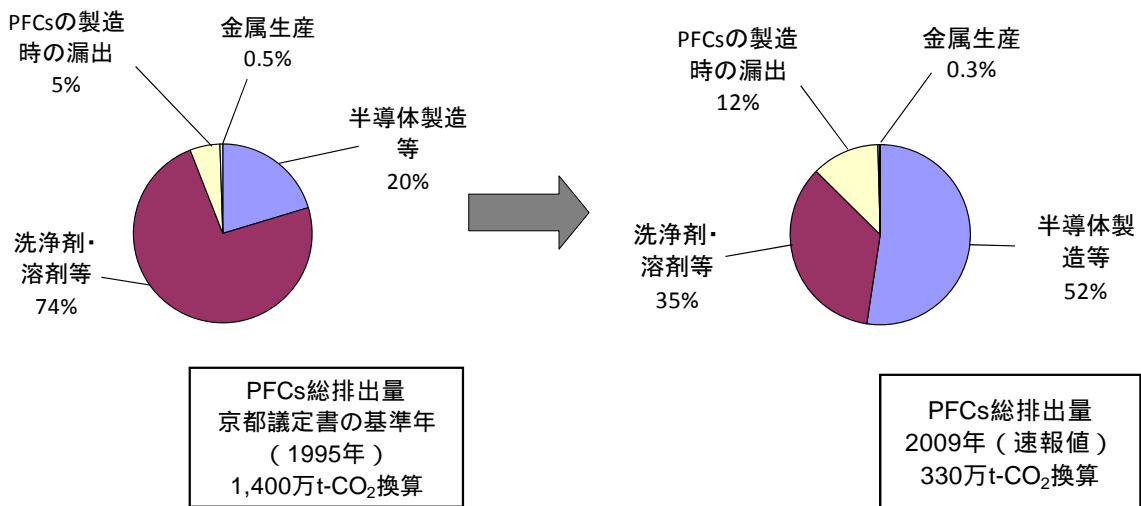 PFCsの製造
時の漏出
5%
金属生産
0.5%
半導体製造
等
20%
洗浄剤・
溶剤等
74%
PFCs総排出量
京都議定書の基準年
（1995年）
1,400万t-CO₂換算
PFCsの製造
時の漏出
12%
金属生産
0.3%
半導体製
造等
52%
洗浄剤・
溶剤等
35%
PFCs総排出量
2009年（速報値）
330万t-CO₂換算